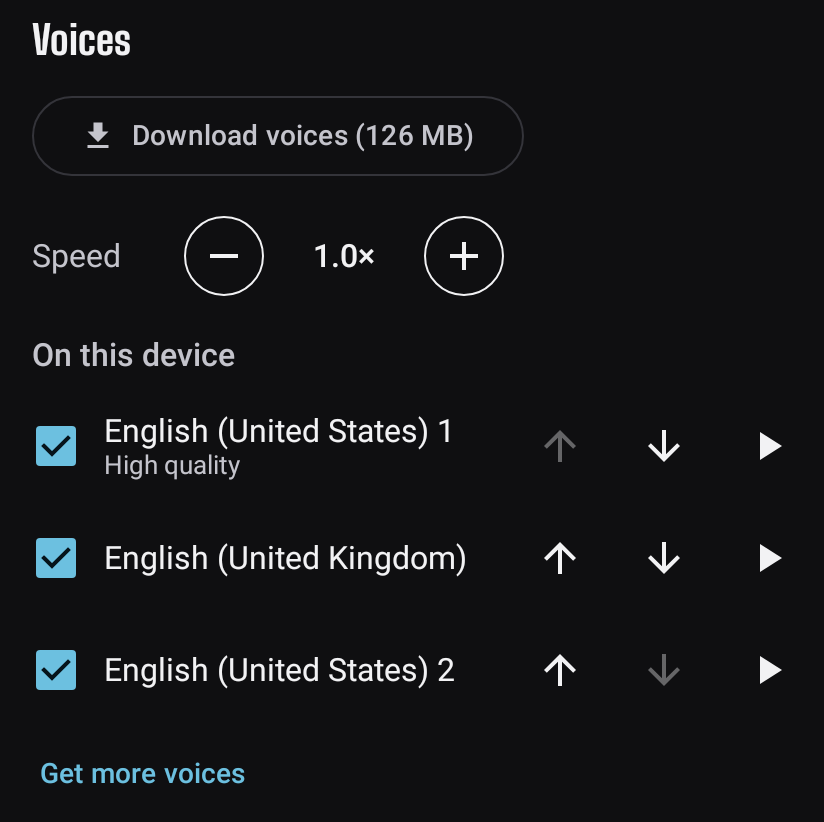 Voices
Download voices (126 MB)
Speed 1.0×
On this device
English (United States) 1
High quality
English (United Kingdom)
English (United States) 2
Get more voices